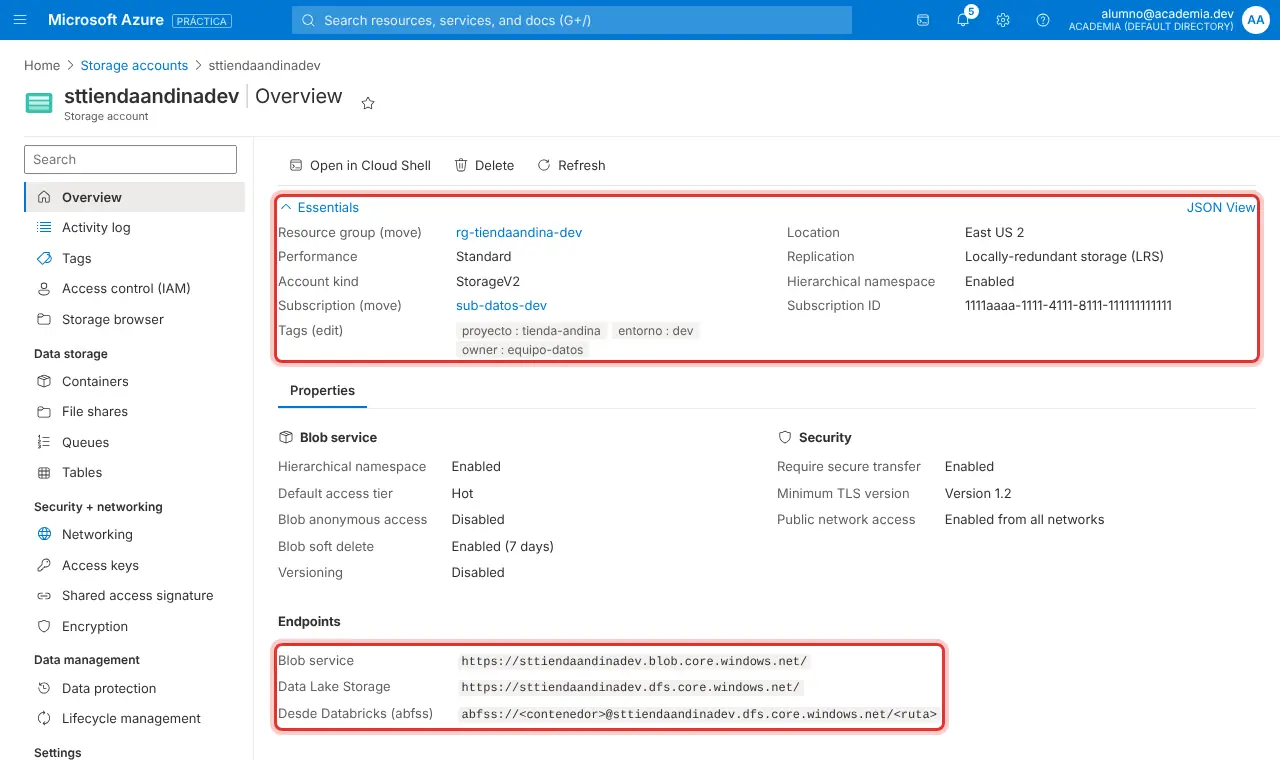 Microsoft Azure PRÁCTICA
Search resources, services, and docs (G+/)
5
alumno@academia.dev
ACADEMIA (DEFAULT DIRECTORY)
AA
Home > Storage accounts > sttiendaandinadev
sttiendaandinadev | Overview
Storage account
Search
Overview
Activity log
Tags
Access control (IAM)
Storage browser
Data storage
Containers
File shares
Queues
Tables
Security + networking
Networking
Access keys
Shared access signature
Encryption
Data management
Data protection
Lifecycle management
Settings
Open in Cloud Shell Delete Refresh
Essentials JSON View
Resource group (move) rg-tiendaandina-dev Location East US 2
Performance Standard Replication Locally-redundant storage (LRS)
Account kind StorageV2 Hierarchical namespace Enabled
Subscription (move) sub-datos-dev Subscription ID 1111aaaa-1111-4111-8111-111111111111
Tags (edit) proyecto : tienda-andina entorno : dev
owner : equipo-datos
Properties
Blob service Security
Hierarchical namespace Enabled Require secure transfer Enabled
Default access tier Hot Minimum TLS version Version 1.2
Blob anonymous access Disabled Public network access Enabled from all networks
Blob soft delete Enabled (7 days)
Versioning Disabled
Endpoints
Blob service https://sttiendaandinadev.blob.core.windows.net/
Data Lake Storage https://sttiendaandinadev.dfs.core.windows.net/
Desde Databricks (abfss) abfss://<contenedor>@sttiendaandinadev.dfs.core.windows.net/<ruta>